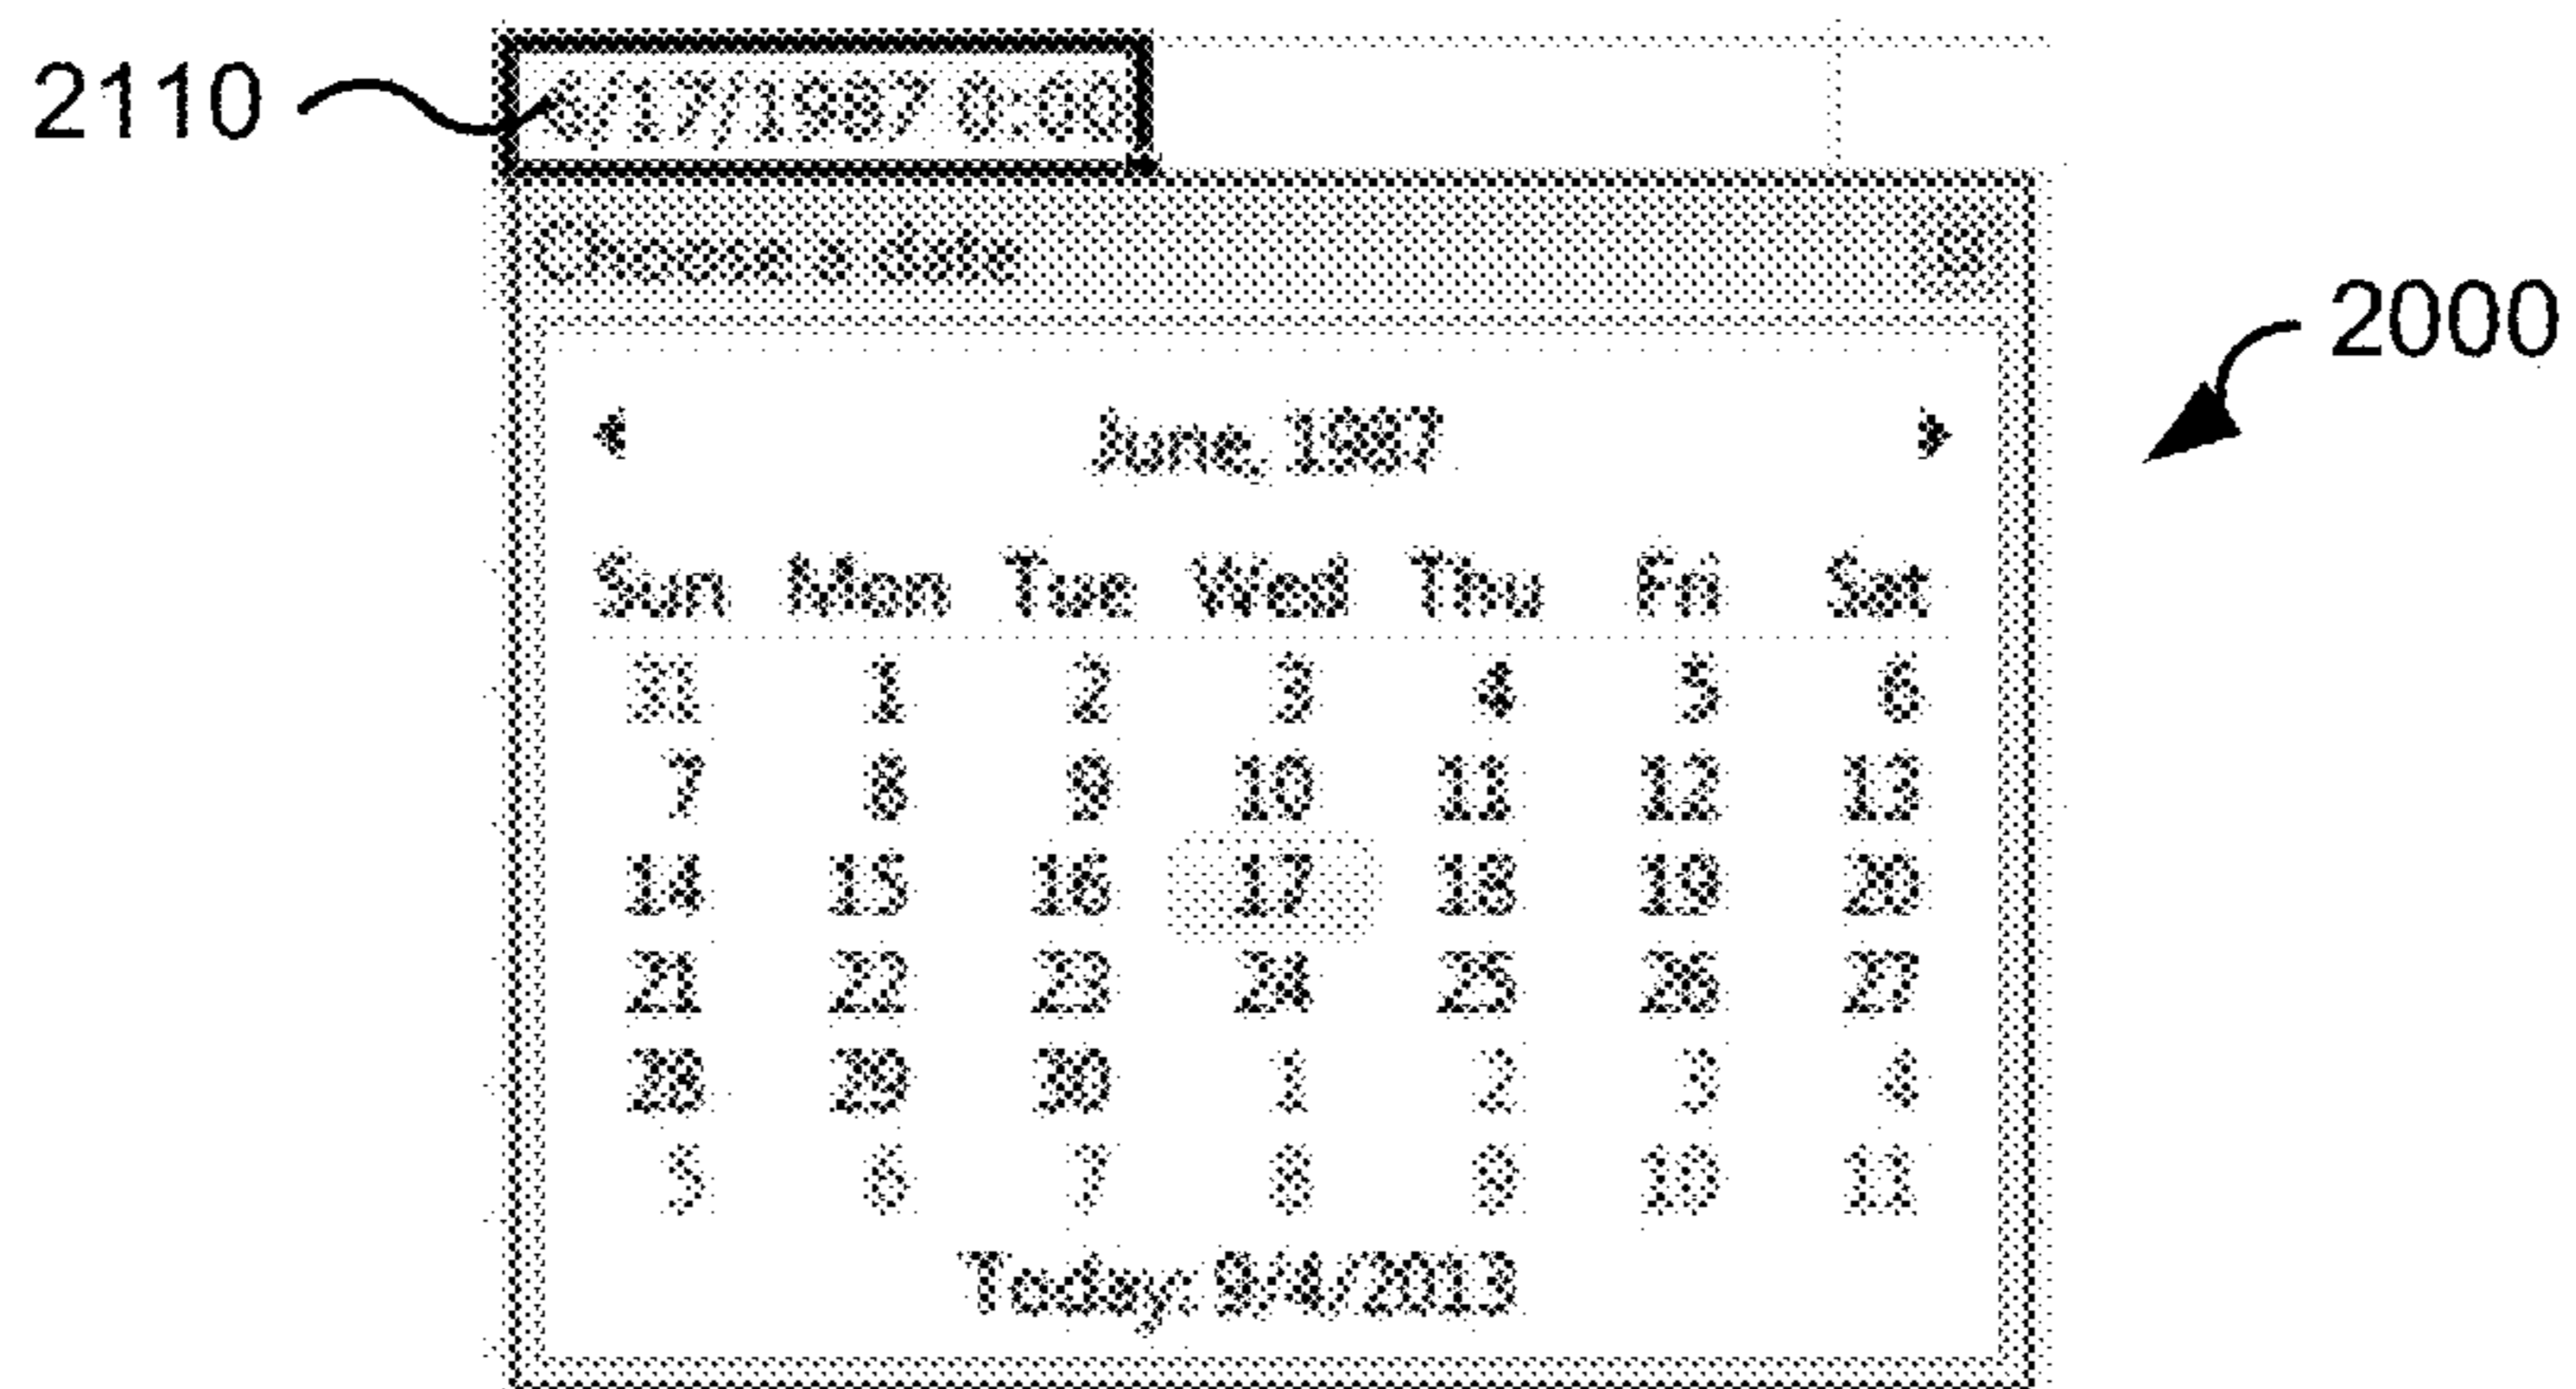 2110
6/17/1987 0:00
Choose a date
2000
June, 1987
Sun Mon Tue Wed Thu Fri Sat
31 1 2 3 4 5 6
7 8 9 10 11 12 13
14 15 16 17 18 19 20
21 22 23 24 25 26 27
28 29 30 1 2 3 4
5 6 7 8 9 10 11
Today: 9/4/2013